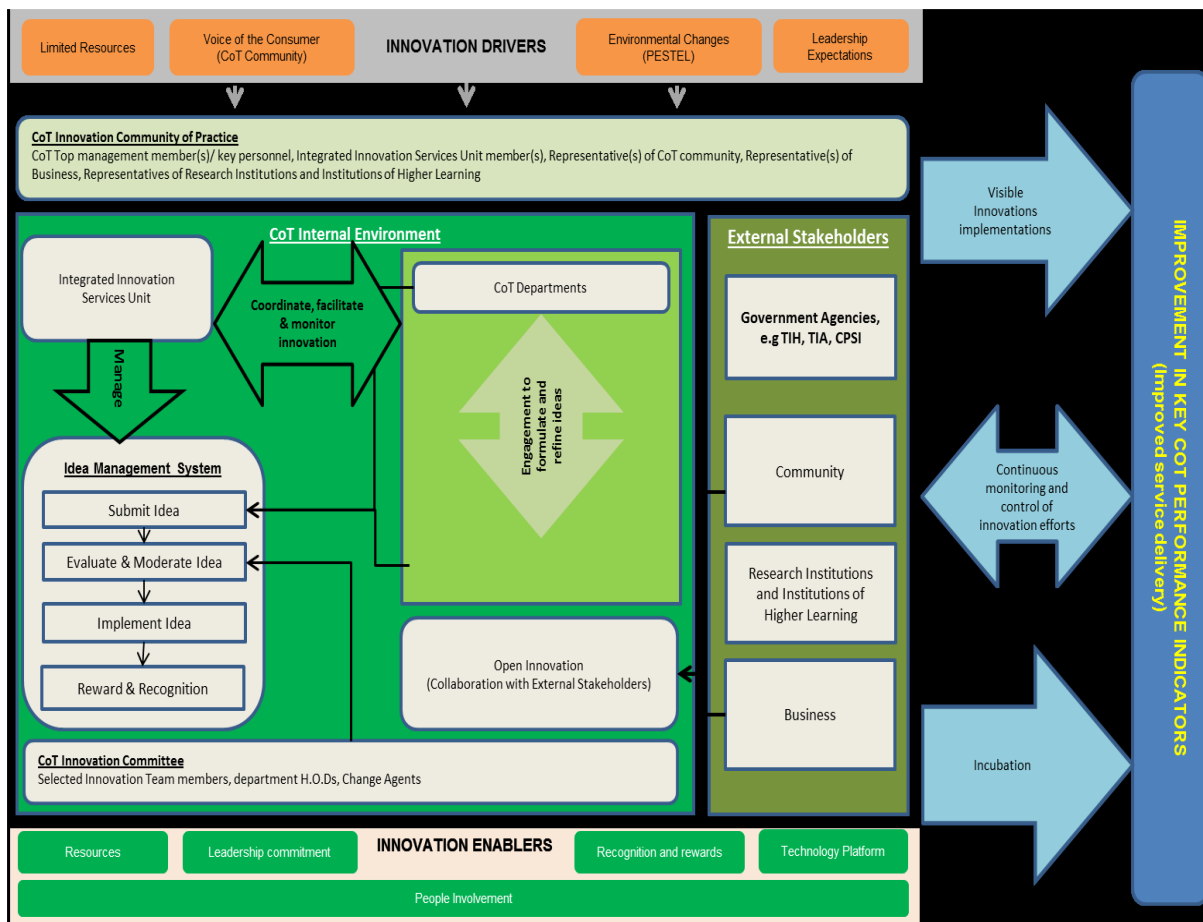 Limited Resources
Voice of the Consumer
(CoT Community)
INNOVATION DRIVERS
Environmental Changes
(PESTEL)
Leadership
Expectations
CoT Innovation Community of Practice
CoT Top management member(s)/ key personnel, Integrated Innovation Services Unit member(s), Representative(s) of CoT community, Representative(s) of
Business, Representatives of Research Institutions and Institutions of Higher Learning
CoT Internal Environment
Integrated Innovation
Services Unit
Coordinate, facilitate
& monitor
innovation
CoT Departments
Manage
Engagement to
formulate and
refine ideas
Idea Management System
Submit Idea
Evaluate & Moderate Idea
Implement Idea
Reward & Recognition
Open Innovation
(Collaboration with External Stakeholders)
CoT Innovation Committee
Selected Innovation Team members, department H.O.Ds, Change Agents
External Stakeholders
Government Agencies,
e.g TIH, TIA, CPSI
Community
Research Institutions
and Institutions of
Higher Learning
Business
Visible
Innovations
implementations
Continuous
monitoring and
control of
innovation efforts
Incubation
IMPROVEMENT IN KEY COT PERFORMANCE INDICATORS
(Improved service delivery)
Resources
Leadership commitment
INNOVATION ENABLERS
Recognition and rewards
Technology Platform
People Involvement